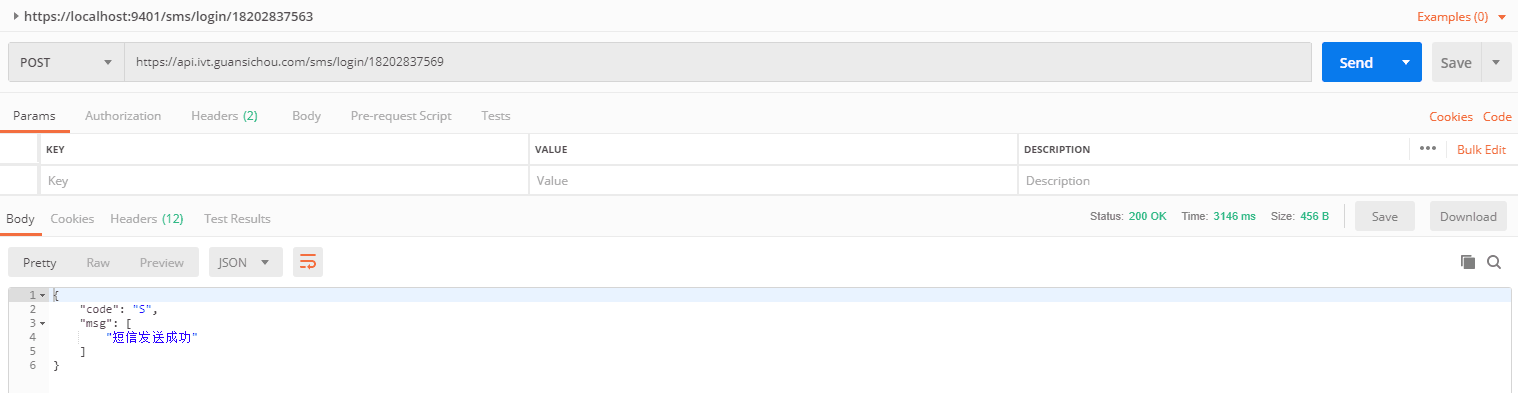 https://localhost:9401/sms/login/18202837563
Examples (0)
POST
https://api.ivt.guansichou.com/sms/login/18202837569
Send
Save
Params
Authorization
Headers (2)
Body
Pre-request Script
Tests
Cookies
Code
KEY
VALUE
DESCRIPTION
Bulk Edit
Key
Value
Description
Body
Cookies
Headers (12)
Test Results
Status: 200 OK
Time: 3146 ms
Size: 456 B
Save
Download
Pretty
Raw
Preview
JSON
1 {
2 "code": "S",
3 "msg": [
4 "短信发送成功"
5 ]
6 }